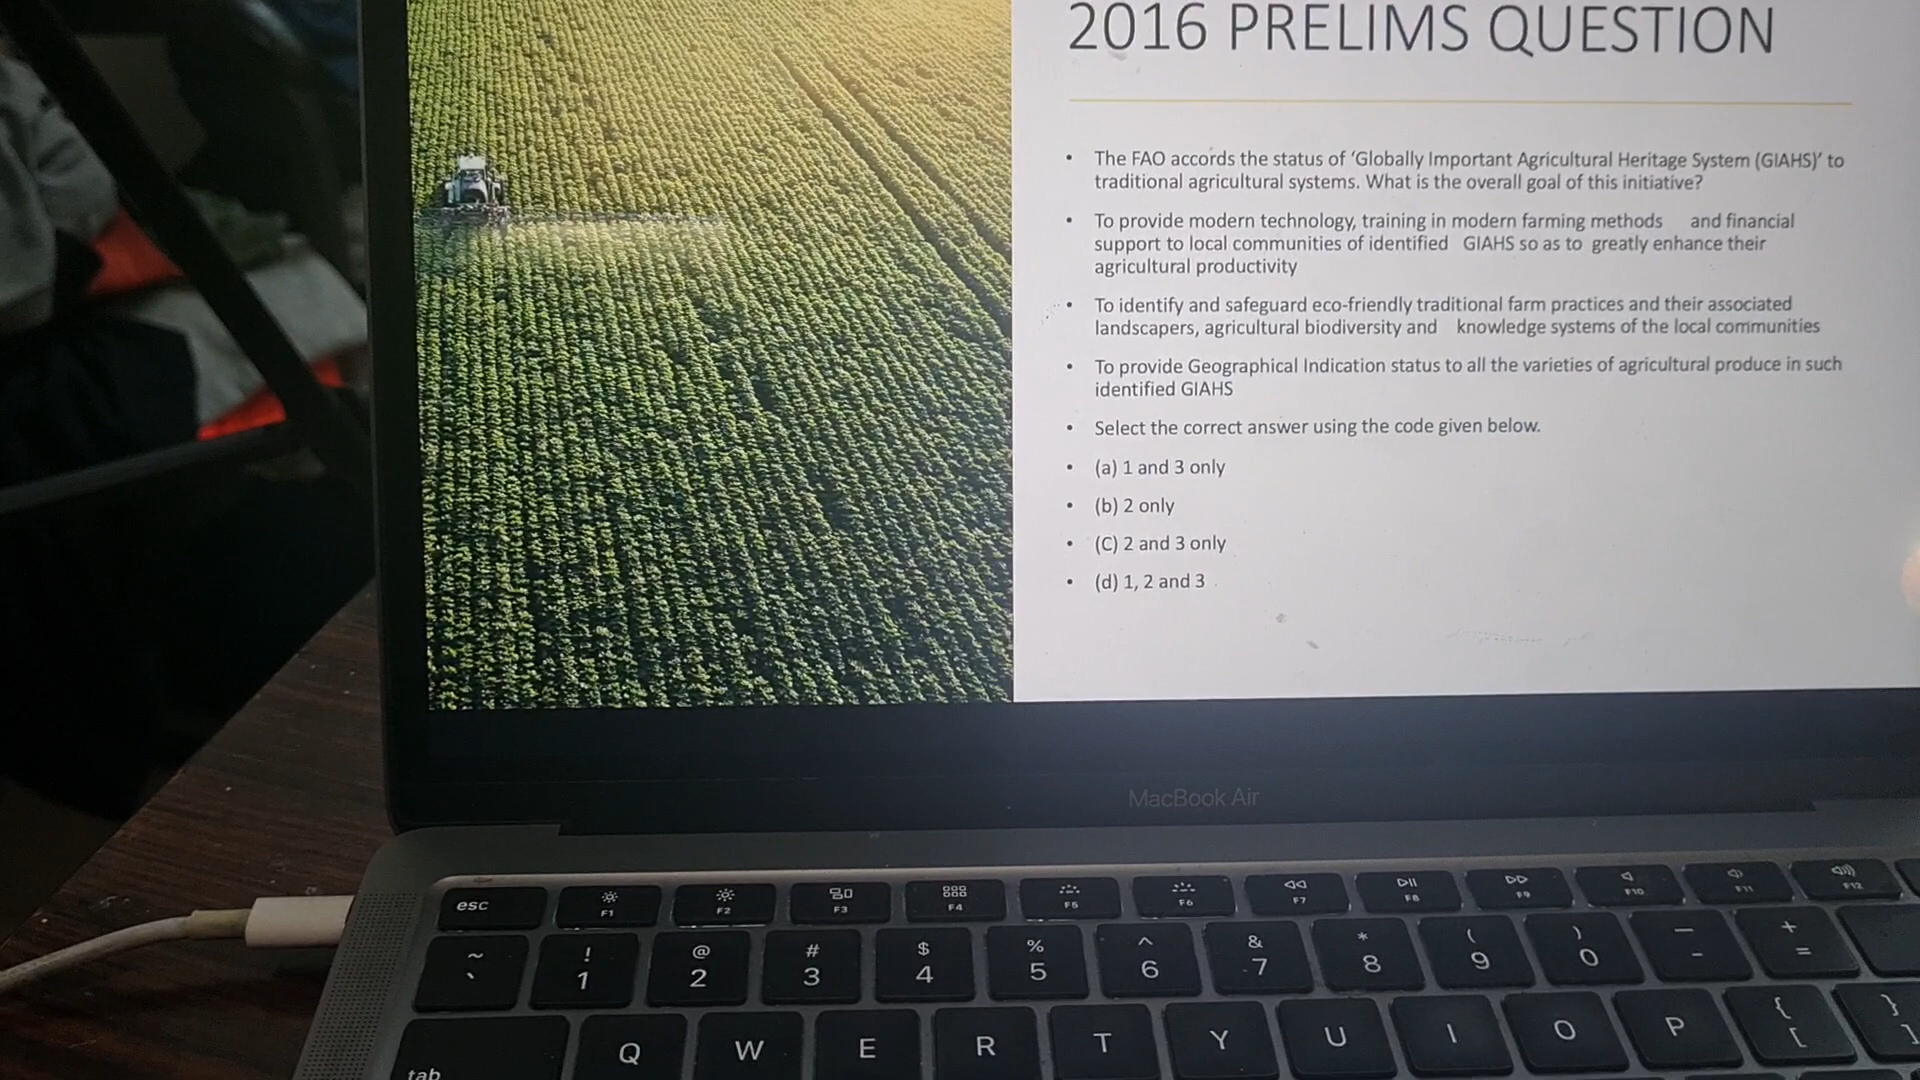 2016 PRELIMS QUESTION
• The FAO accords the status of ‘Globally Important Agricultural Heritage System (GIAHS)’ to
traditional agricultural systems. What is the overall goal of this initiative?
• To provide modern technology, training in modern farming methods and financial
support to local communities of identified GIAHS so as to greatly enhance their
agricultural productivity
• To identify and safeguard eco-friendly traditional farm practices and their associated
landscapers, agricultural biodiversity and knowledge systems of the local communities
• To provide Geographical Indication status to all the varieties of agricultural produce in such
identified GIAHS
• Select the correct answer using the code given below.
• (a) 1 and 3 only
• (b) 2 only
• (C) 2 and 3 only
• (d) 1, 2 and 3
MacBook Air
esc F1 F2 F3 F4 F5 F6 F7 F8 F9 F10 F11 F12
~ ! @ # $ % ^ & * ( ) — +
` 1 2 3 4 5 6 7 8 9 0 - =
tab Q W E R T Y U I O P { [ } ]